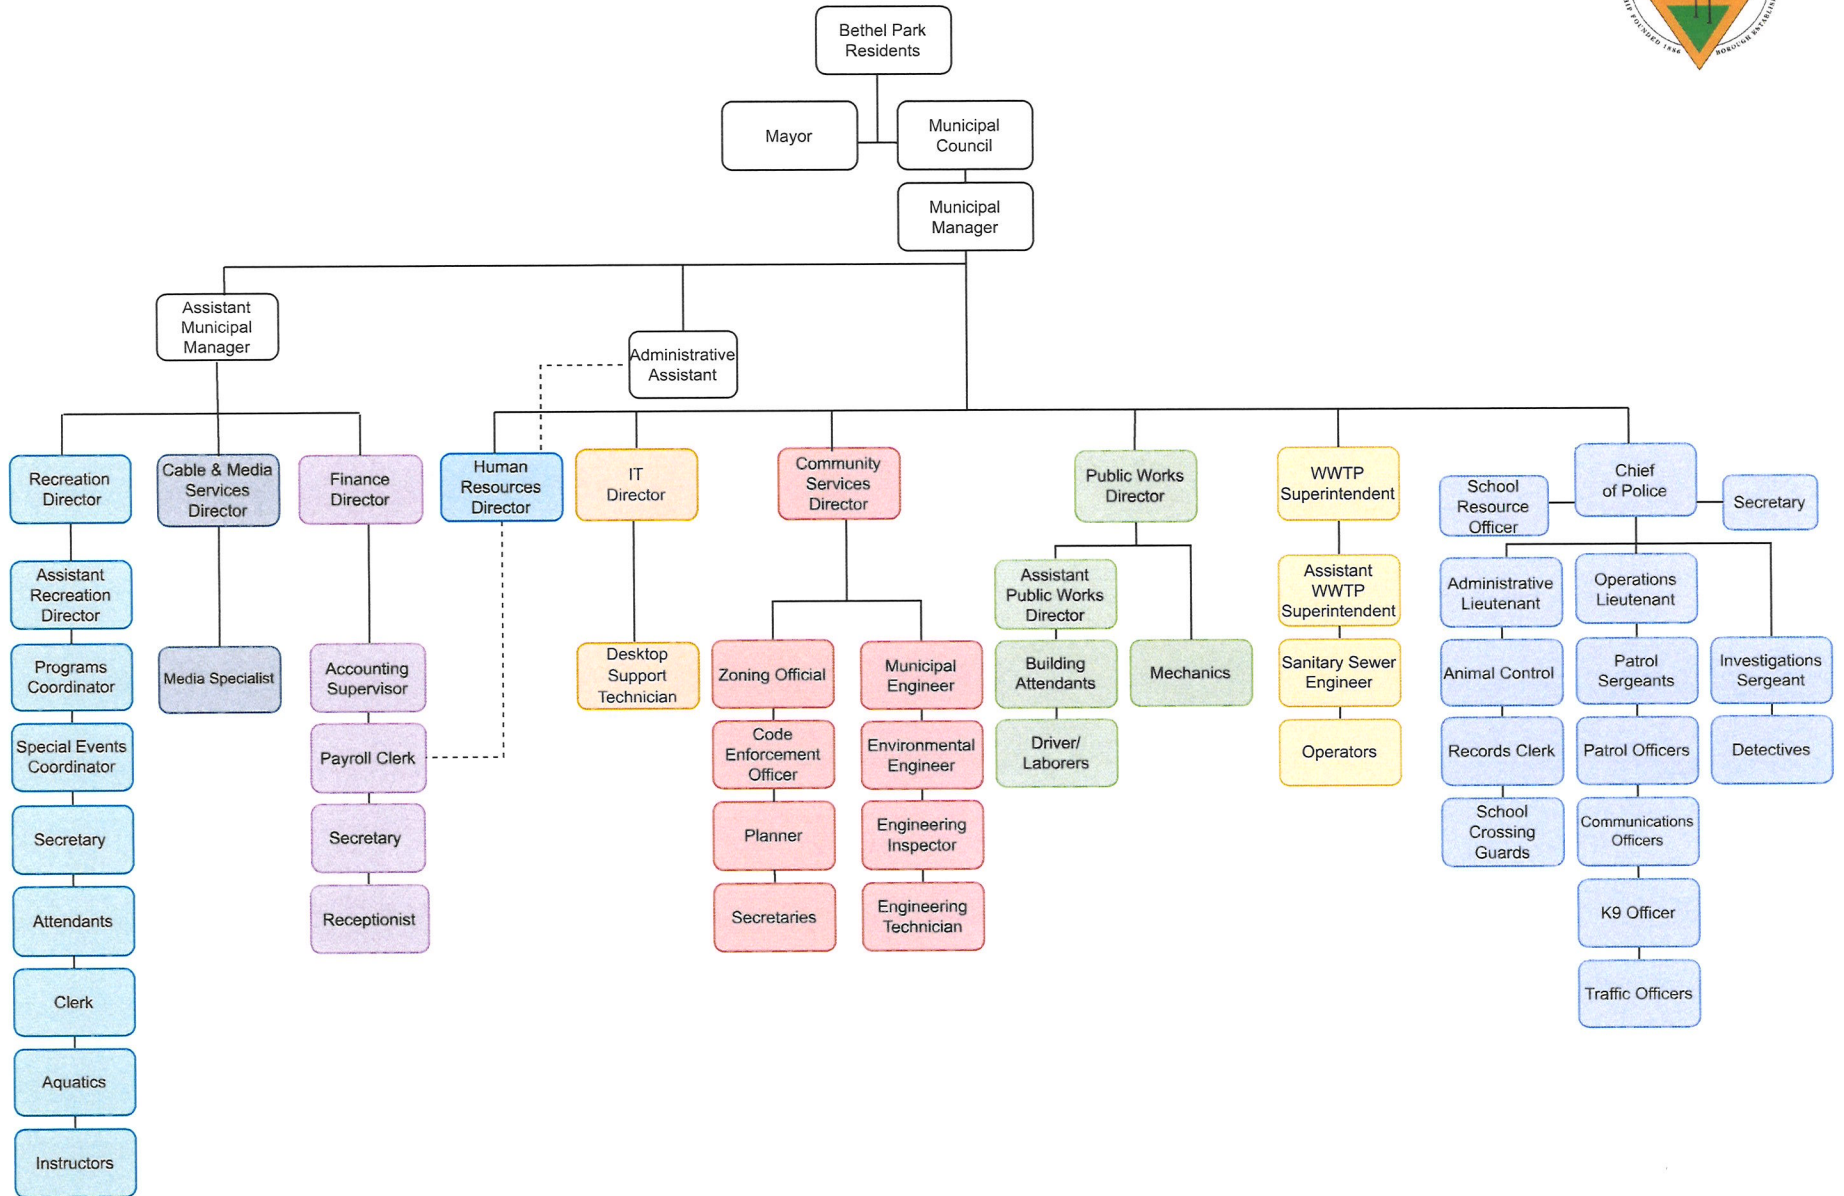 HIP FOUNDED 1886
BOROUGH ESTABLIS
Bethel Park
Residents
Mayor
Municipal
Council
Municipal
Manager
Assistant
Municipal
Manager
Administrative
Assistant
Recreation
Director
Cable & Media
Services
Director
Finance
Director
Human
Resources
Director
IT
Director
Community
Services
Director
Public Works
Director
WWTP
Superintendent
School
Resource
Officer
Chief
of Police
Secretary
Assistant
Recreation
Director
Assistant
Public Works
Director
Assistant
WWTP
Superintendent
Administrative
Lieutenant
Operations
Lieutenant
Programs
Coordinator
Media Specialist
Accounting
Supervisor
Desktop
Support
Technician
Zoning Official
Municipal
Engineer
Building
Attendants
Mechanics
Sanitary Sewer
Engineer
Animal Control
Patrol
Sergeants
Investigations
Sergeant
Special Events
Coordinator
Payroll Clerk
Code
Enforcement
Officer
Environmental
Engineer
Driver/
Laborers
Operators
Records Clerk
Patrol Officers
Detectives
Secretary
Secretary
Planner
Engineering
Inspector
School
Crossing
Guards
Communications
Officers
Attendants
Receptionist
Secretaries
Engineering
Technician
K9 Officer
Clerk
Traffic Officers
Aquatics
Instructors